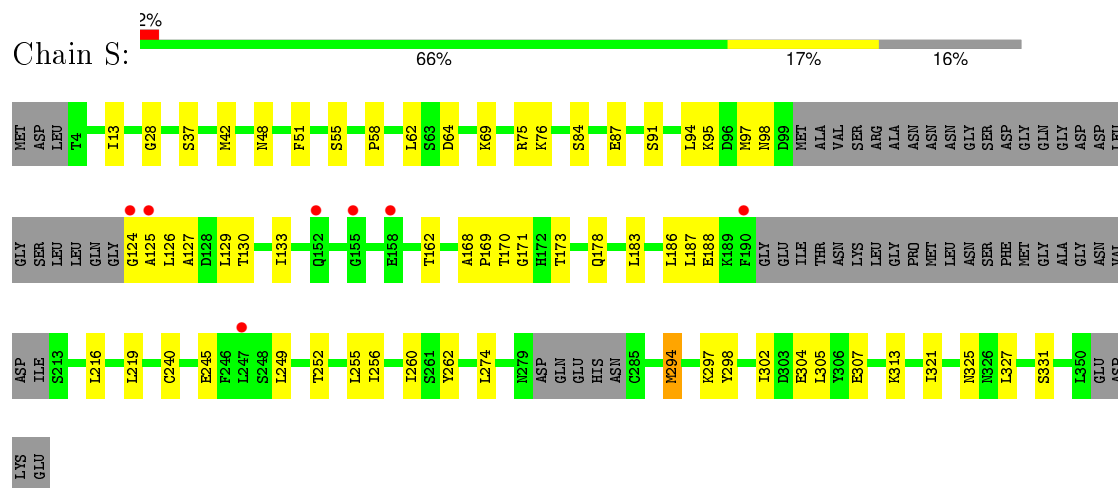 2%
Chain S:
66% 17% 16%
MET ASP LEU T4 I13 G28 S37 M42 N48 F51 S55 P58 L62 S63 D64 K69 R75 K76 S84 E87 S91 L94 K95 D96 M97 N98 D99 MET ALA VAL SER ARG ALA ASN ASN ASN GLY SER ASP GLY GLN GLY ASP ASP LEU
GLY SER LEU LEU GLN GLY G124 A125 L126 A127 D128 L129 T130 I133 Q152 G155 E158 T162 A168 P169 T170 G171 H172 T173 Q178 L183 L186 L187 E188 K189 F190 GLY GLU ILE THR ASN LYS LEU GLY PRO MET LEU ASN SER PHE MET GLY ALA GLY ASN VAL
ASP ILE S213 L216 L219 C240 E245 F246 L247 S248 L249 T252 L255 I256 I260 S261 Y262 L274 N279 ASP GLN GLU HIS ASN C285 M294 K297 Y298 I302 D303 E304 L305 Y306 E307 K313 I321 N325 N326 L327 S331 L350 GLU ASP
LYS GLU